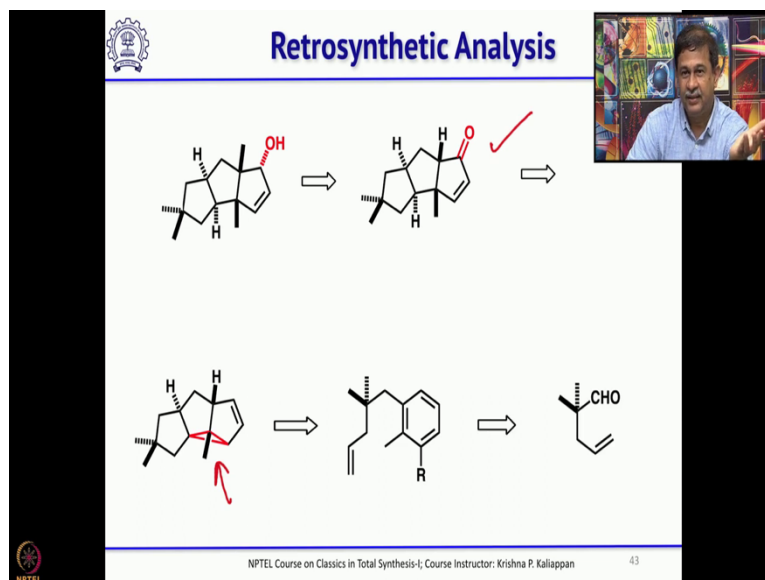 Retrosynthetic Analysis
H
OH
H
H
H
O
H
H
H
CHO
R
NPTEL Course on Classics in Total Synthesis-I; Course Instructor: Krishna P. Kaliappan
43
NPTEL